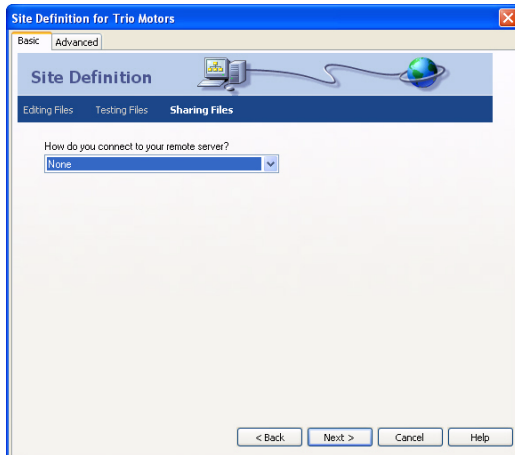 Site Definition for Trio Motors
Basic Advanced
Site Definition
Editing Files Testing Files Sharing Files
How do you connect to your remote server?
None
< Back Next > Cancel Help